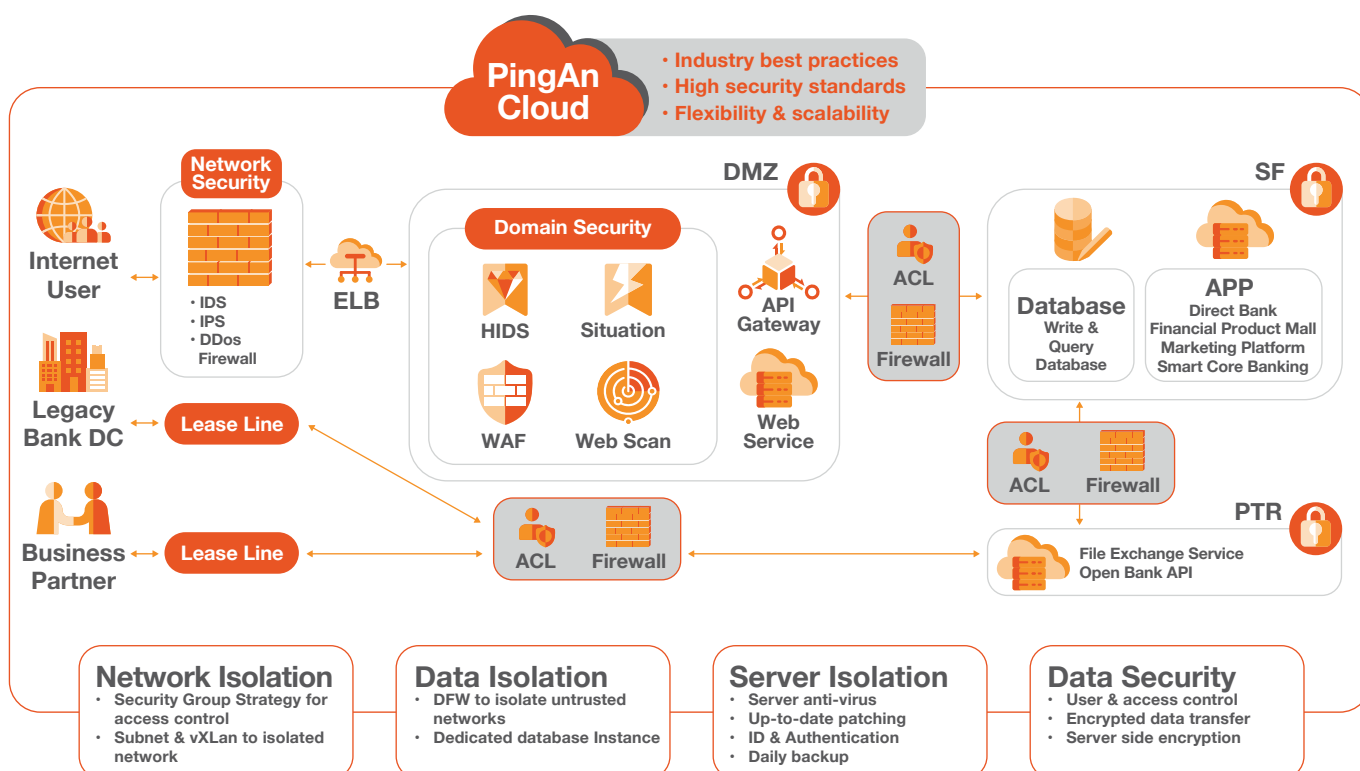 PingAn
Cloud
· Industry best practices
· High security standards
· Flexibility & scalability
Network
Security
DMZ
SF
Internet
User
• IDS
• IPS
• DDos
Firewall
ELB
Domain Security
HIDS
Situation
WAF
Web Scan
API
Gateway
Web
Service
ACL
Firewall
Database
Write &
Query
Database
APP
Direct Bank
Financial Product Mall
Marketing Platform
Smart Core Banking
Legacy
Bank DC
Lease Line
ACL
Firewall
Business
Partner
Lease Line
ACL
Firewall
PTR
File Exchange Service
Open Bank API
Network Isolation
• Security Group Strategy for
access control
• Subnet & vXLan to isolated
network
Data Isolation
• DFW to isolate untrusted
networks
• Dedicated database Instance
Server Isolation
• Server anti-virus
• Up-to-date patching
• ID & Authentication
• Daily backup
Data Security
• User & access control
• Encrypted data transfer
• Server side encryption